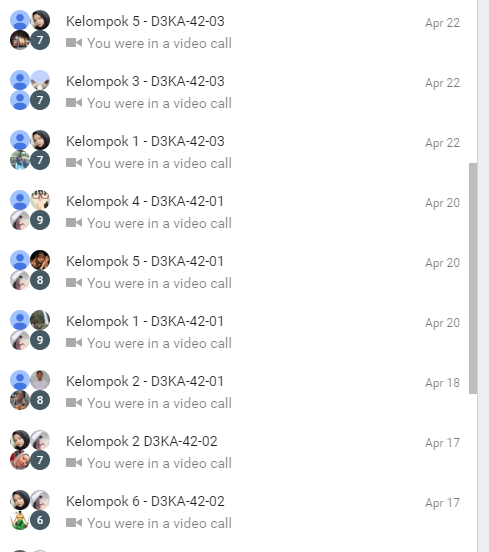 Kelompok 5 - D3KA-42-03
Apr 22
7
You were in a video call
Kelompok 3 - D3KA-42-03
Apr 22
7
You were in a video call
Kelompok 1 - D3KA-42-03
Apr 22
7
You were in a video call
Kelompok 4 - D3KA-42-01
Apr 20
9
You were in a video call
Kelompok 5 - D3KA-42-01
Apr 20
8
You were in a video call
Kelompok 1 - D3KA-42-01
Apr 20
9
You were in a video call
Kelompok 2 - D3KA-42-01
Apr 18
8
You were in a video call
Kelompok 2 D3KA-42-02
Apr 17
7
You were in a video call
Kelompok 6 - D3KA-42-02
Apr 17
6
You were in a video call